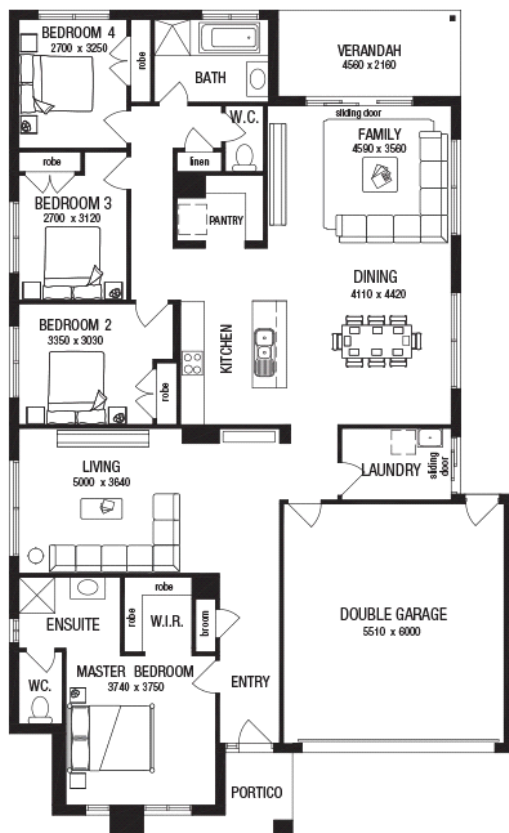 BEDROOM 4
2700 x 3250
robe
BATH
VERANDAH
4560 x 2160
sliding door
W.C.
FAMILY
4590 x 3560
linen
robe
BEDROOM 3
2700 x 3120
PANTRY
DINING
4110 x 4420
BEDROOM 2
3350 x 3030
KITCHEN
robe
LIVING
5000 x 3640
LAUNDRY
sliding
door
robe
ENSUITE
robe
W.I.R.
broom
DOUBLE GARAGE
5510 x 6000
WC.
MASTER BEDROOM
3740 x 3750
ENTRY
PORTICO